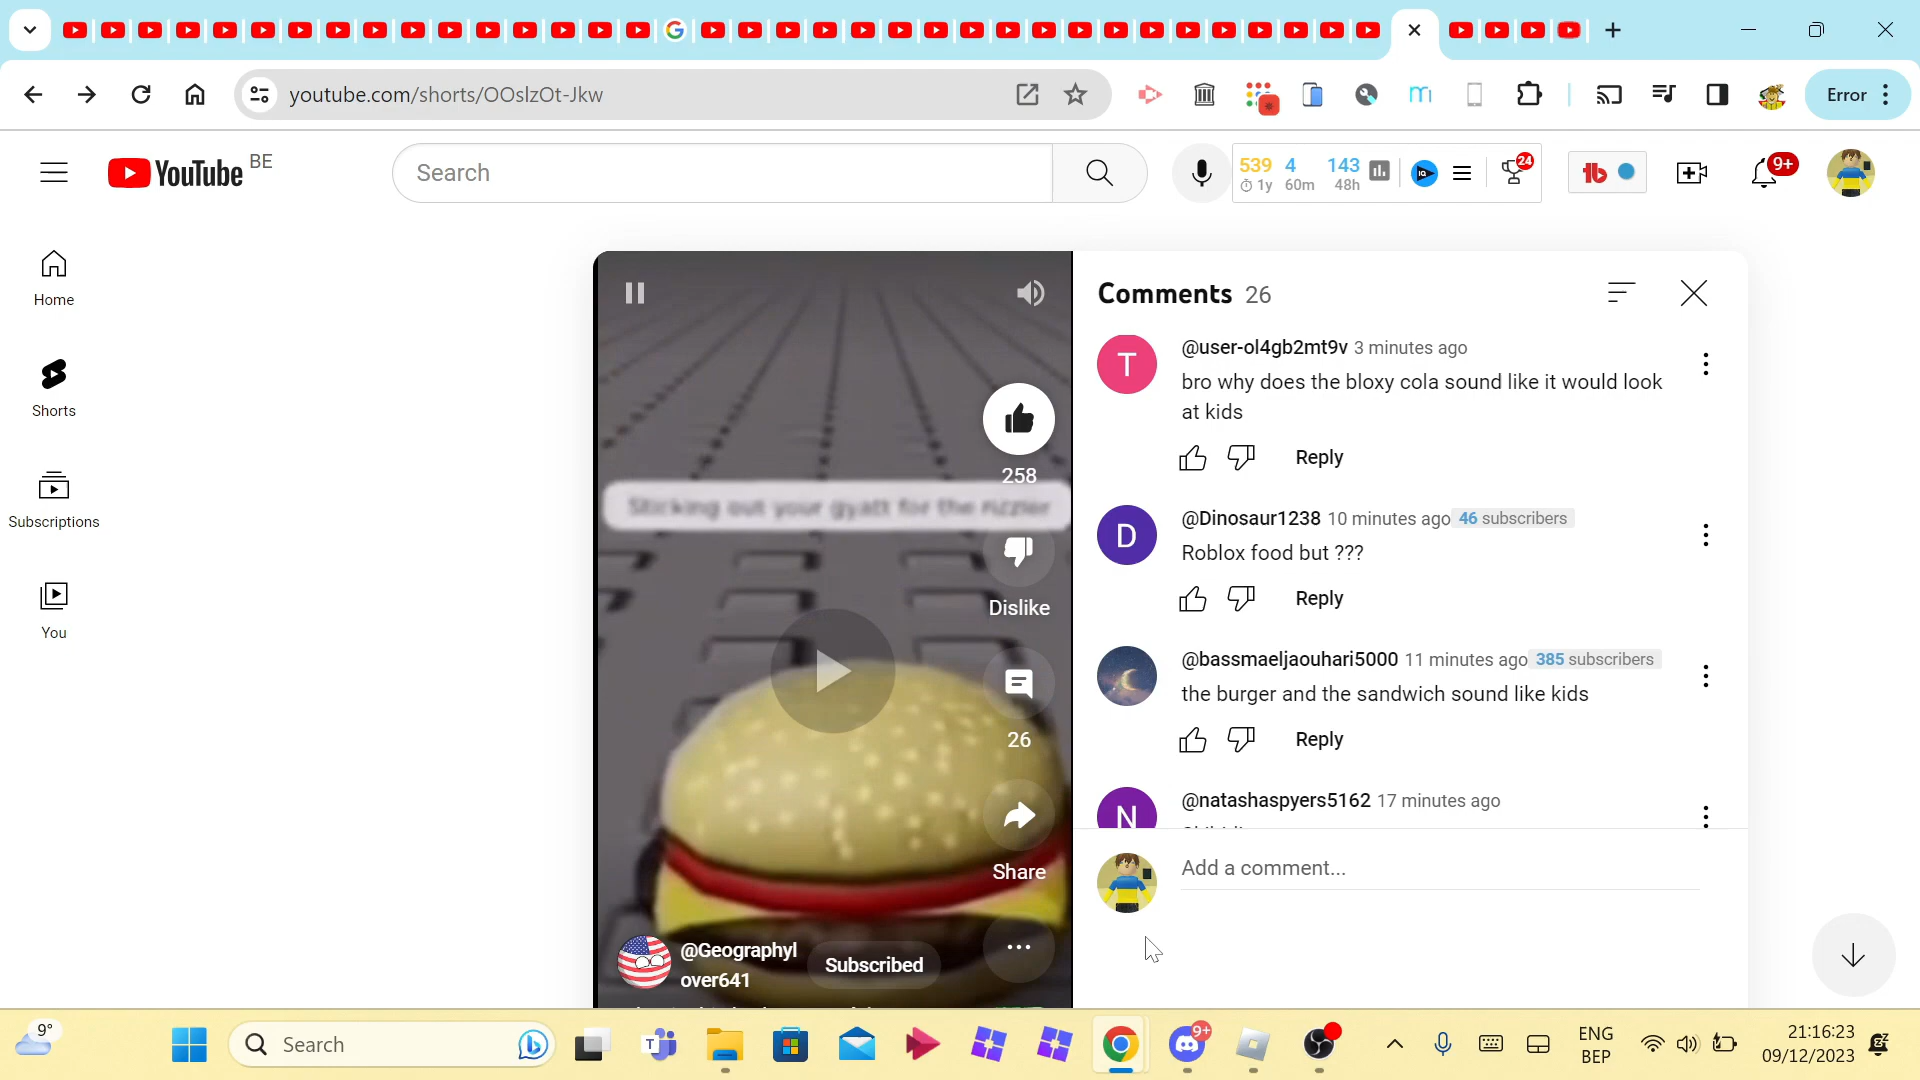 youtube.com/shorts/OOslzOt-Jkw
Error
YouTube BE
Search
539 4 143
1y 60m 48h
IQ
24
9+
Home
Shorts
Subscriptions
You
258
Sticking out your gyatt for the rizzler
Dislike
26
Share
@Geographyl
over641
Subscribed
Comments 26
T
@user-ol4gb2mt9v 3 minutes ago
bro why does the bloxy cola sound like it would look
at kids
Reply
D
@Dinosaur1238 10 minutes ago 46 subscribers
Roblox food but ???
Reply
@bassmaeljaouhari5000 11 minutes ago 385 subscribers
the burger and the sandwich sound like kids
Reply
N
@natashaspyers5162 17 minutes ago
Add a comment...
9°
Search
9+
ENG
BEP
21:16:23
09/12/2023